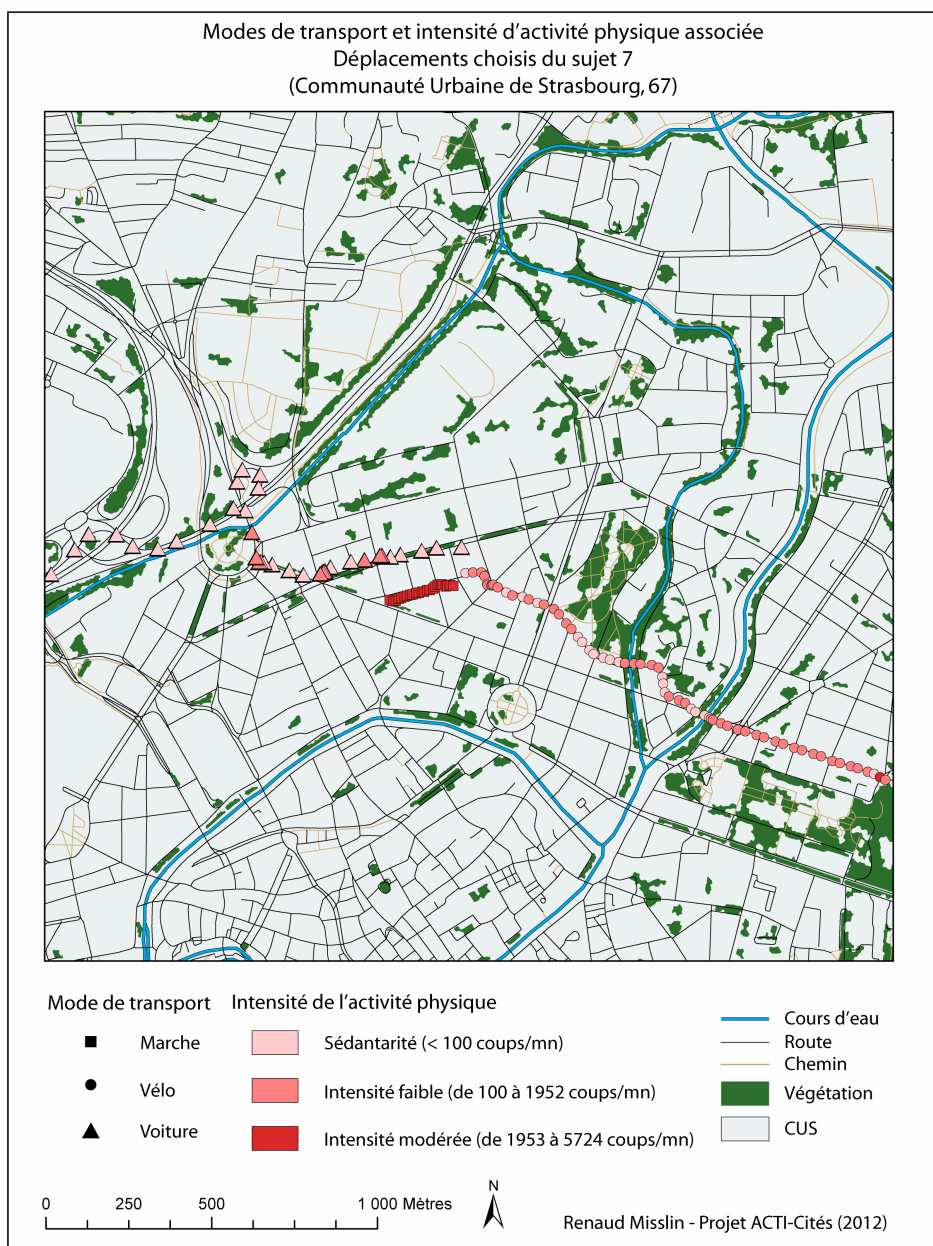 Modes de transport et intensité d'activité physique associée
Déplacements choisis du sujet 7
(Communauté Urbaine de Strasbourg, 67)
Mode de transport
Marche
Vélo
Voiture
Intensité de l'activité physique
Sédantarité (< 100 coups/mn)
Intensité faible (de 100 à 1952 coups/mn)
Intensité modérée (de 1953 à 5724 coups/mn)
Cours d'eau
Route
Chemin
Végétation
CUS
0 250 500 1 000 Mètres
N
Renaud Misslin - Projet ACTI-Cités (2012)